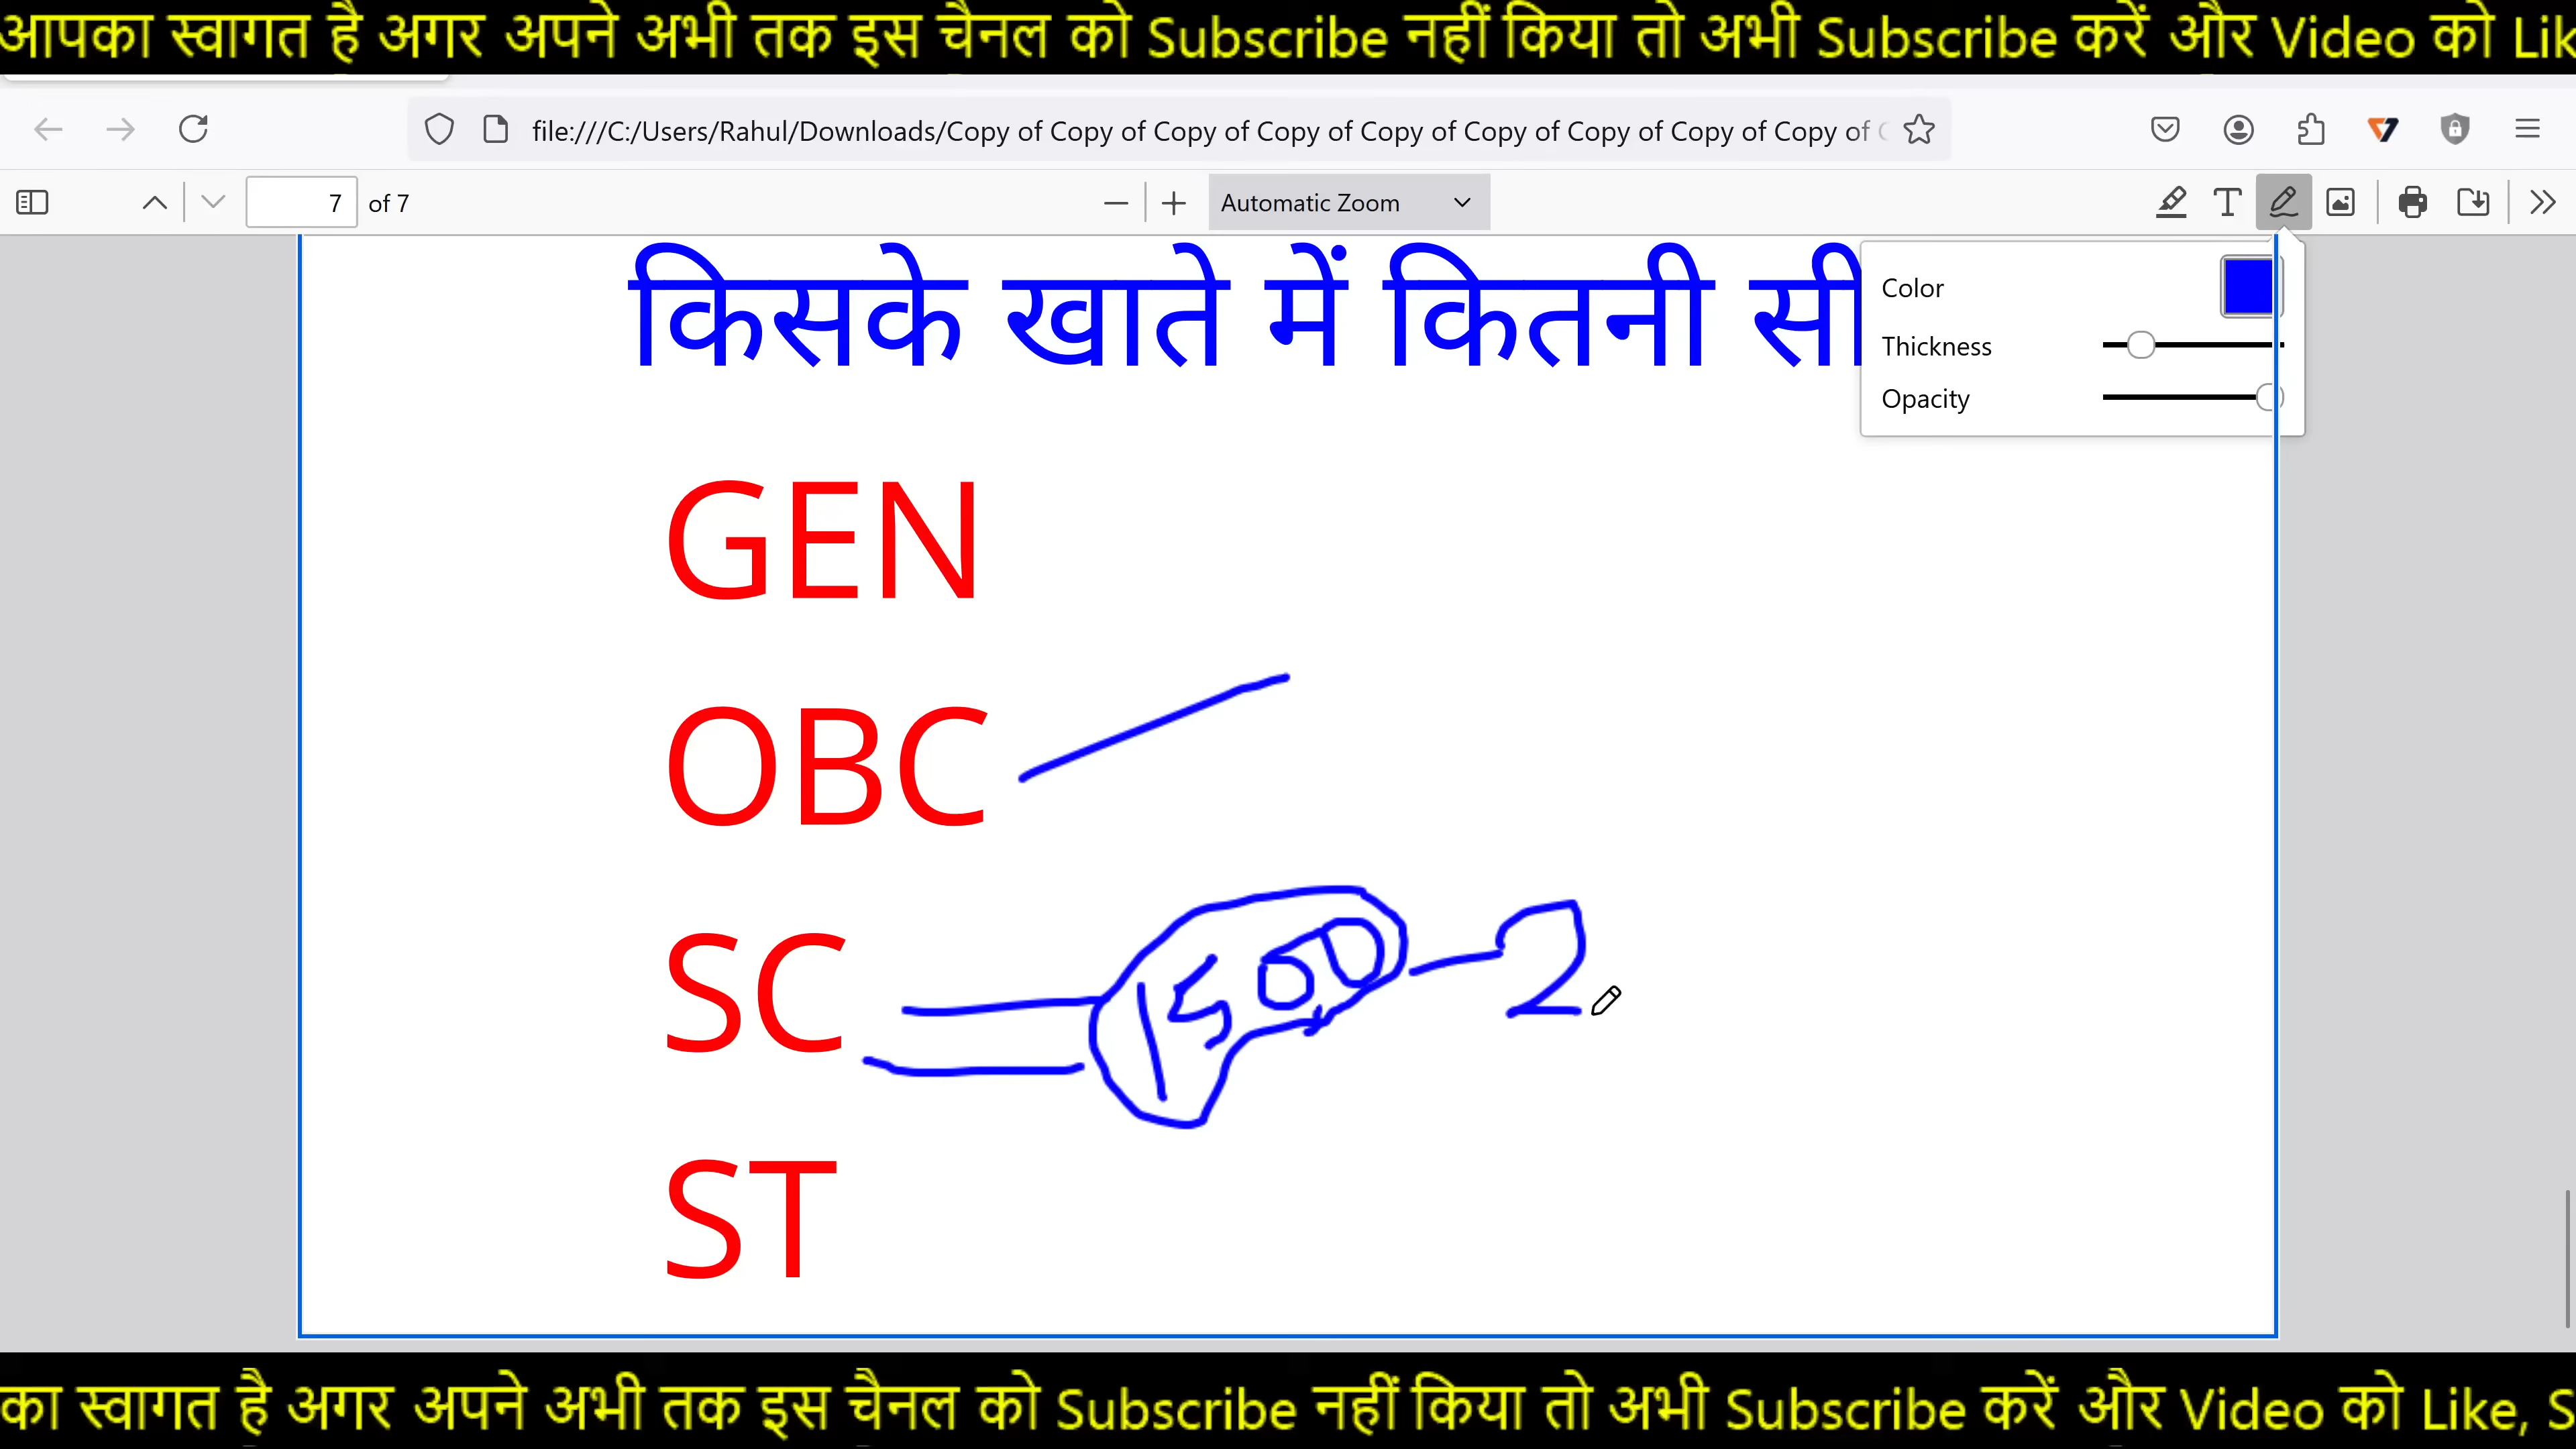 आपका स्वागत है अगर अपने अभी तक इस चैनल को Subscribe नहीं किया तो अभी Subscribe करें और Video को Lik
file:///C:/Users/Rahul/Downloads/Copy of Copy of Copy of Copy of Copy of Copy of Copy of Copy of Copy of
7 of 7
Automatic Zoom
किसके खाते में कितनी सी
Color
Thickness
Opacity
GEN
OBC
SC 1500 - 2
ST
का स्वागत है अगर अपने अभी तक इस चैनल को Subscribe नहीं किया तो अभी Subscribe करें और Video को Like, S